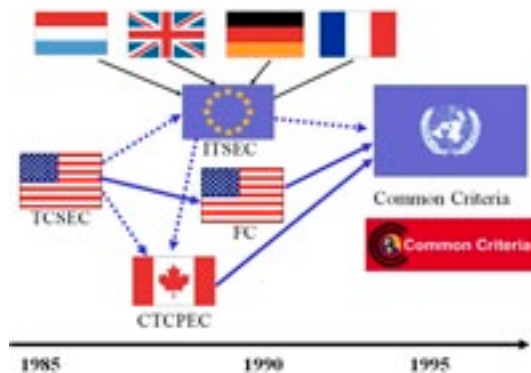 ITSEC
TCSEC
FC
Common Criteria
Common Criteria
CTCPEC
1985 1990 1995